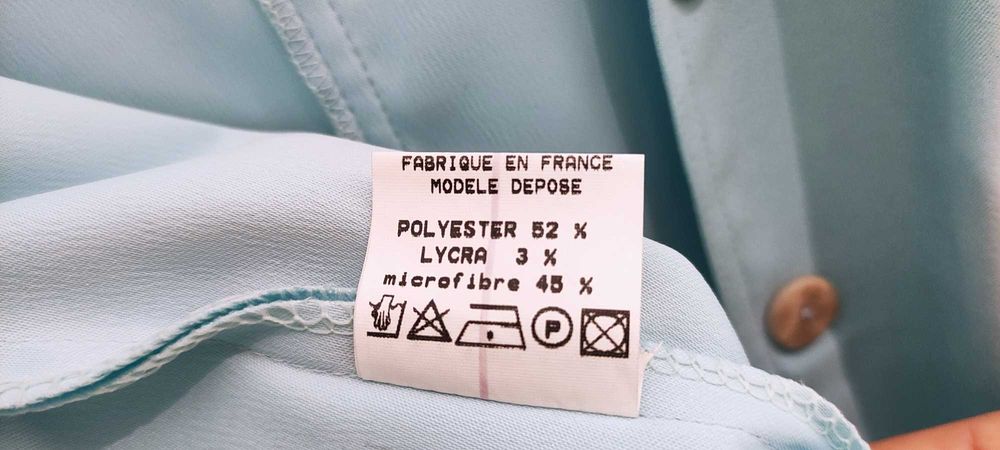 FABRIQUE EN FRANCE
MODELE DEPOSE
POLYESTER 52 %
LYCRA 3 %
microfibre 45 %
P